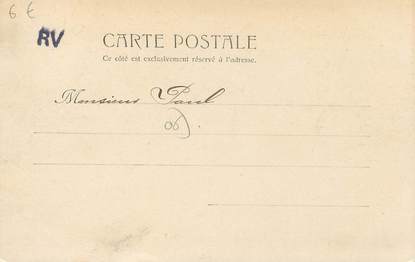 6 €
RV
CARTE POSTALE
Ce côté est exclusivement réservé à l'adresse.
Monsieur Paul
06